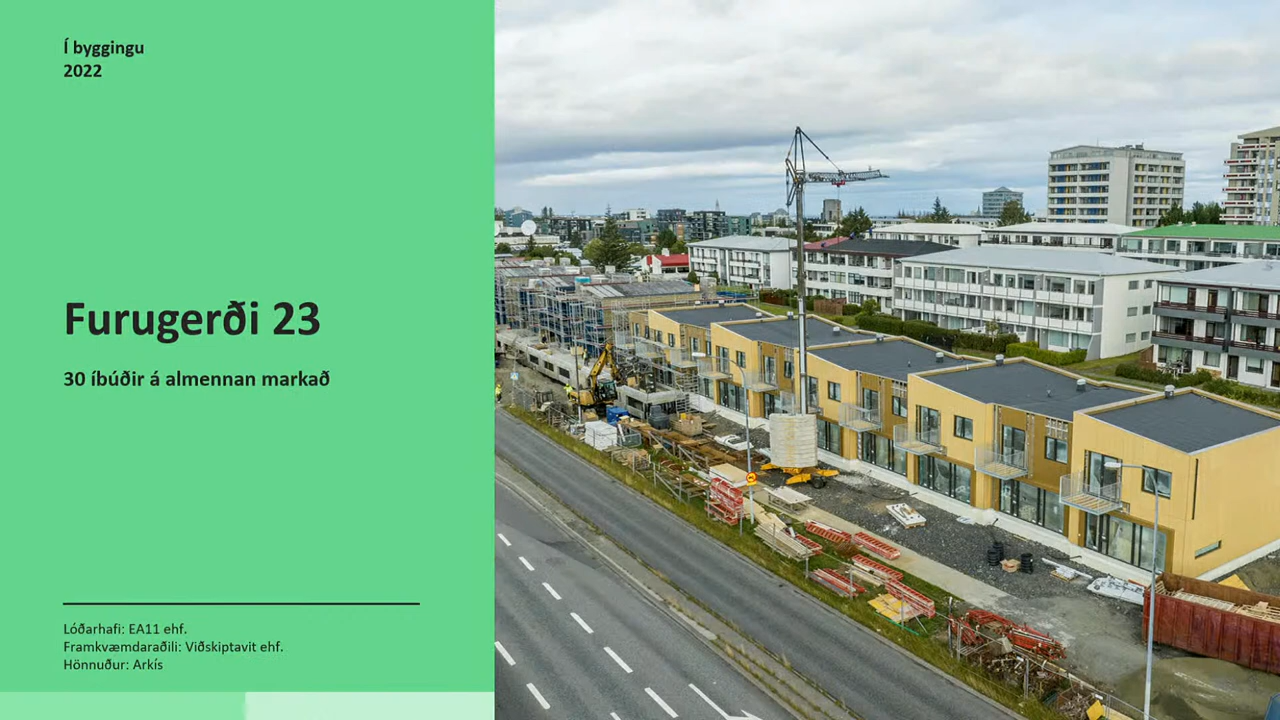 Í byggingu
2022
Furugerði 23
30 íbúðir á almennan markað
Lóðarhafi: EA11 ehf.
Framkvæmdaraðili: Viðskiptavit ehf.
Hönnuður: Arkís